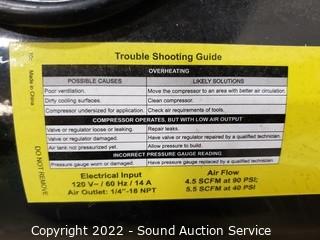 Made in China
Trouble Shooting Guide
OVERHEATING
POSSIBLE CAUSES LIKELY SOLUTIONS
Poor ventilation. Move the compressor to an area with better air circulation.
Dirty cooling surfaces. Clean compressor.
Compressor undersized for application. Check air requirements of tools.
COMPRESSOR OPERATES, BUT WITH LOW AIR OUTPUT
Valve or regulator loose or leaking. Repair leaks.
Valve or regulator damaged. Have valve or regulator repaired by a qualified technician.
Air tank not pressurized yet. Allow pressure to build.
INCORRECT PRESSURE GAUGE READING
Pressure gauge worn or damaged. Have pressure gauge replaced by a qualified technician.
DO NOT REMOVE
Electrical Input Air Flow
120 V~ / 60 Hz / 14 A 4.5 SCFM at 90 PSI;
Air Outlet: 1/4"-18 NPT 5.5 SCFM at 40 PSI
Copyright 2022 - Sound Auction Service